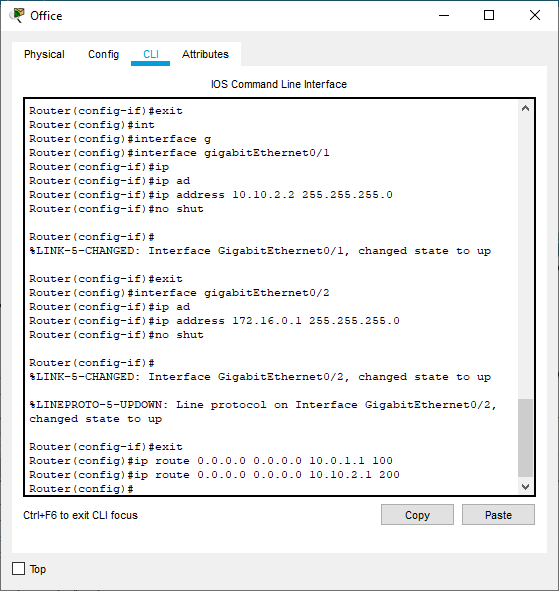 Office
Physical Config CLI Attributes
IOS Command Line Interface
Router(config-if)#exit
Router(config)#int
Router(config)#interface g
Router(config)#interface gigabitEthernet0/1
Router(config-if)#ip
Router(config-if)#ip ad
Router(config-if)#ip address 10.10.2.2 255.255.255.0
Router(config-if)#no shut
Router(config-if)#
%LINK-5-CHANGED: Interface GigabitEthernet0/1, changed state to up
Router(config-if)#exit
Router(config)#interface gigabitEthernet0/2
Router(config-if)#ip ad
Router(config-if)#ip address 172.16.0.1 255.255.255.0
Router(config-if)#no shut
Router(config-if)#
%LINK-5-CHANGED: Interface GigabitEthernet0/2, changed state to up
%LINEPROTO-5-UPDOWN: Line protocol on Interface GigabitEthernet0/2,
changed state to up
Router(config-if)#exit
Router(config)#ip route 0.0.0.0 0.0.0.0 10.0.1.1 100
Router(config)#ip route 0.0.0.0 0.0.0.0 10.10.2.1 200
Router(config)#
Ctrl+F6 to exit CLI focus Copy Paste
Top